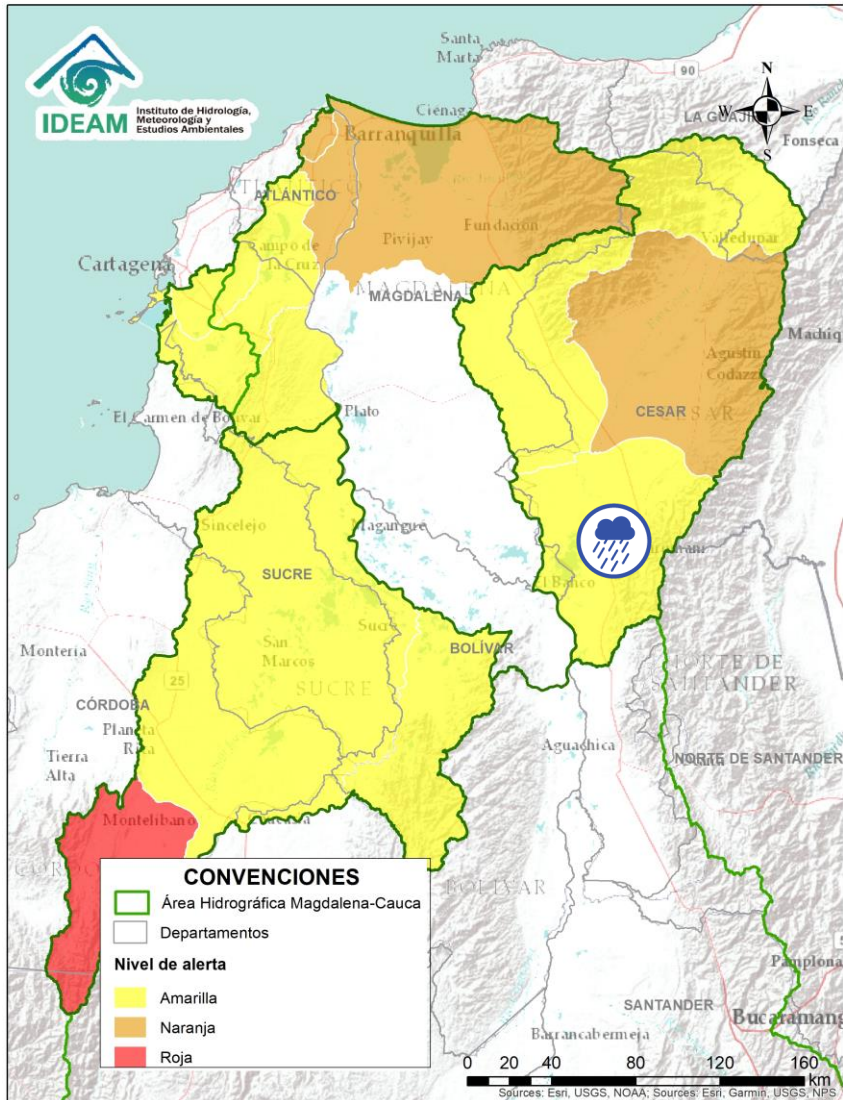 IDEAM
Instituto de Hidrología,
Meteorología y
Estudios Ambientales
Santa
Marta
90
N
W
E
S
Ciénaga
LA GUAJIRA
Fonseca
Barranquilla
ATLÁNTICO
Fundación
Valledupar
Pivijay
Campo de
la Cruz
Cartagena
MAGDALENA
Agustín
Codazzi
CESAR
El Carmen de Bolívar
Plato
Sincelejo
Magangue
SUCRE
El Banco
Sucre
San
Marcos
BOLÍVAR
SUCRE
Montería
25
NORTE DE
SANTANDER
CÓRDOBA
Planeta
Rica
Tierra
Alta
Aguachica
NORTE DE SANTANDER
Montelibano
BOLÍVAR
CONVENCIONES
Área Hidrográfica Magdalena-Cauca
Departamentos
Nivel de alerta
Amarilla
Naranja
Roja
Pamplona
SANTANDER
Bucaramang
Barrancabermeja
0 20 40 80 120 160
Km
Sources: Esri, USGS, NOAA; Sources: Esri, Garmin, USGS, NPS